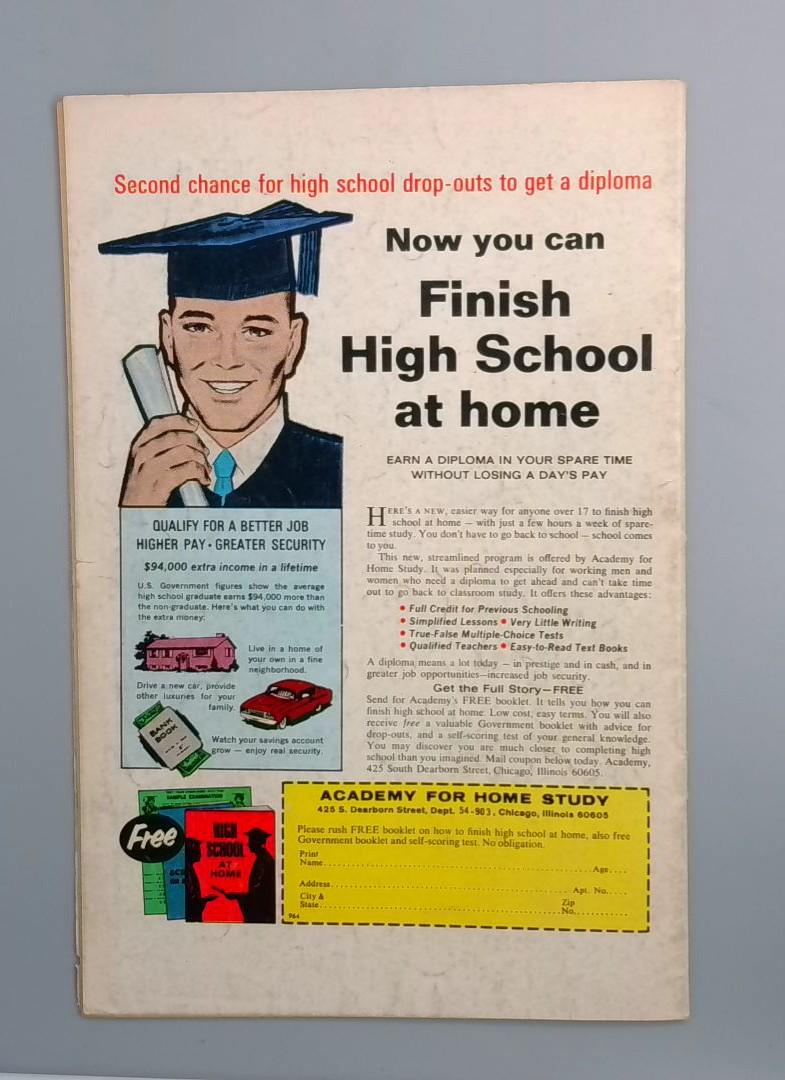 Second chance for high school drop-outs to get a diploma
Now you can
Finish
High School
at home
EARN A DIPLOMA IN YOUR SPARE TIME
WITHOUT LOSING A DAY'S PAY
HERE'S A NEW, easier way for anyone over 17 to finish high
school at home — with just a few hours a week of spare-
time study. You don't have to go back to school — school comes
to you.
This new, streamlined program is offered by Academy for
Home Study. It was planned especially for working men and
women who need a diploma to get ahead and can't take time
out to go back to classroom study. It offers these advantages:
• Full Credit for Previous Schooling
• Simplified Lessons • Very Little Writing
• True-False Multiple-Choice Tests
• Qualified Teachers • Easy-to-Read Text Books
A diploma means a lot today — in prestige and in cash, and in
greater job opportunities—increased job security.
Get the Full Story—FREE
Send for Academy's FREE booklet. It tells you how you can
finish high school at home. Low cost, easy terms. You will also
receive free a valuable Government booklet with advice for
drop-outs, and a self-scoring test of your general knowledge.
You may discover you are much closer to completing high
school than you imagined. Mail coupon below today. Academy,
425 South Dearborn Street, Chicago, Illinois 60605.
QUALIFY FOR A BETTER JOB
HIGHER PAY • GREATER SECURITY
$94,000 extra income in a lifetime
U.S. Government figures show the average
high school graduate earns $94,000 more than
the non-graduate. Here's what you can do with
the extra money:
Live in a home of
your own in a fine
neighborhood.
Drive a new car, provide
other luxuries for your
family.
BANK
BOOK
Watch your savings account
grow — enjoy real security.
SAMPLE EXAMINATION
Free
HIGH
SCHOOL
AT
HOME
ACADEMY FOR HOME STUDY
425 S. Dearborn Street, Dept. 54-903, Chicago, Illinois 60605
Please rush FREE booklet on how to finish high school at home, also free
Government booklet and self-scoring test. No obligation.
Print
Name Age
Address Apt. No.
City & Zip
State No.
964